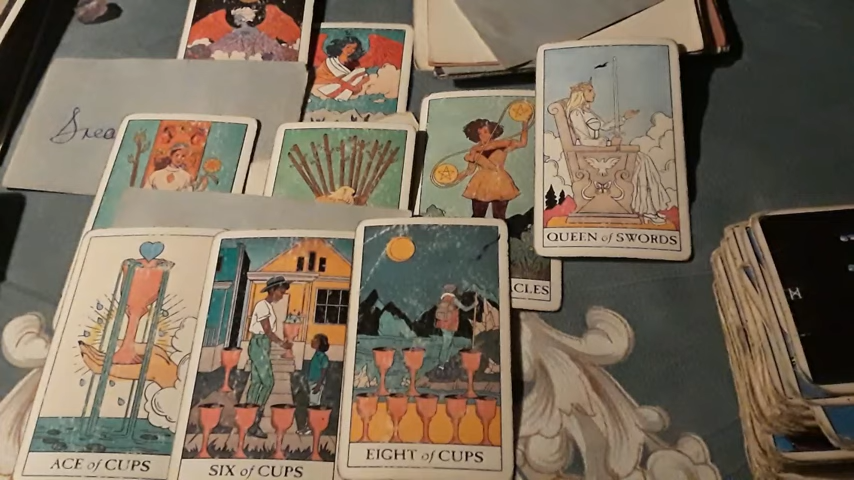 QUEEN of SWORDS
CLES
ACE of CUPS
SIX of CUPS
EIGHT of CUPS